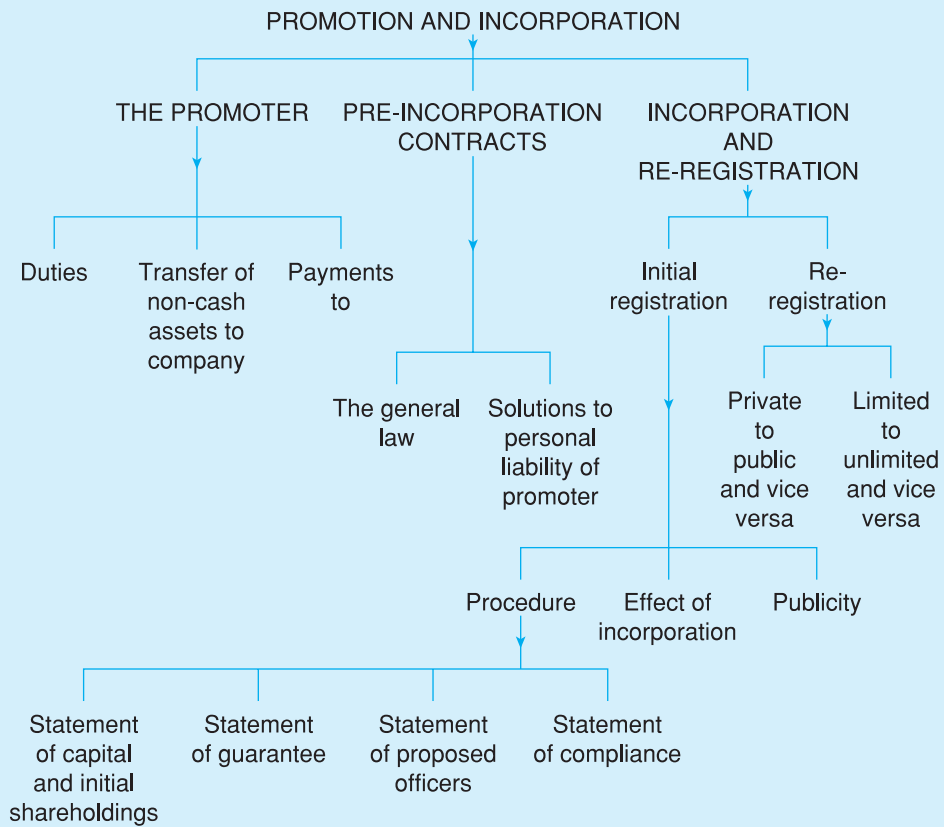 PROMOTION AND INCORPORATION
THE PROMOTER
PRE-INCORPORATION
CONTRACTS
INCORPORATION
AND
RE-REGISTRATION
Duties
Transfer of
non-cash
assets to
company
Payments
to
Initial
registration
Re-
registration
The general
law
Solutions to
personal
liability of
promoter
Private
to
public
and vice
versa
Limited
to
unlimited
and vice
versa
Procedure
Effect of
incorporation
Publicity
Statement
of capital
and initial
shareholdings
Statement
of guarantee
Statement
of proposed
officers
Statement
of compliance